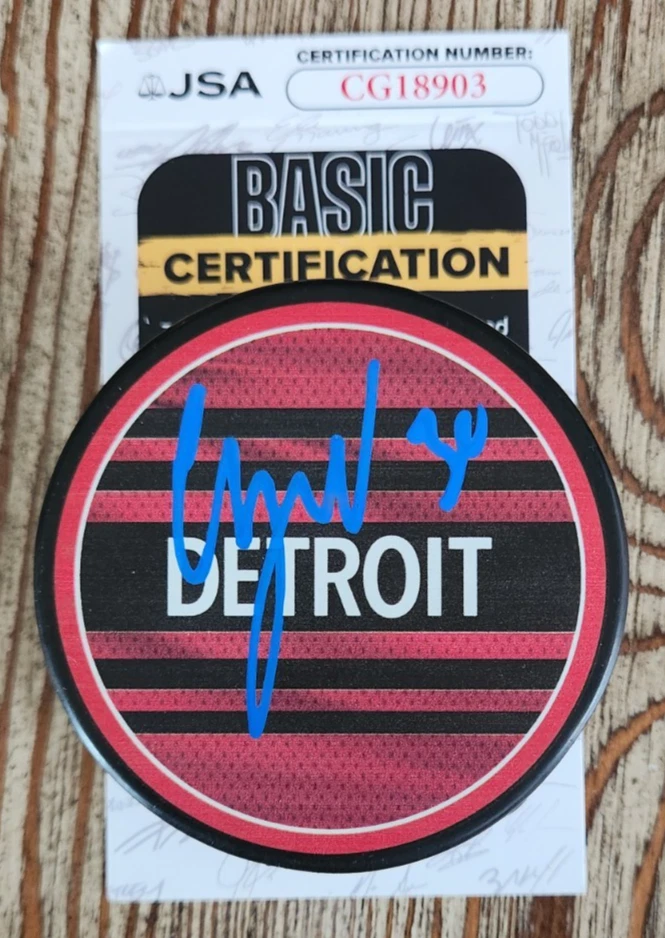 JSA
CERTIFICATION NUMBER:
CG18903
BASIC
CERTIFICATION
DETROIT